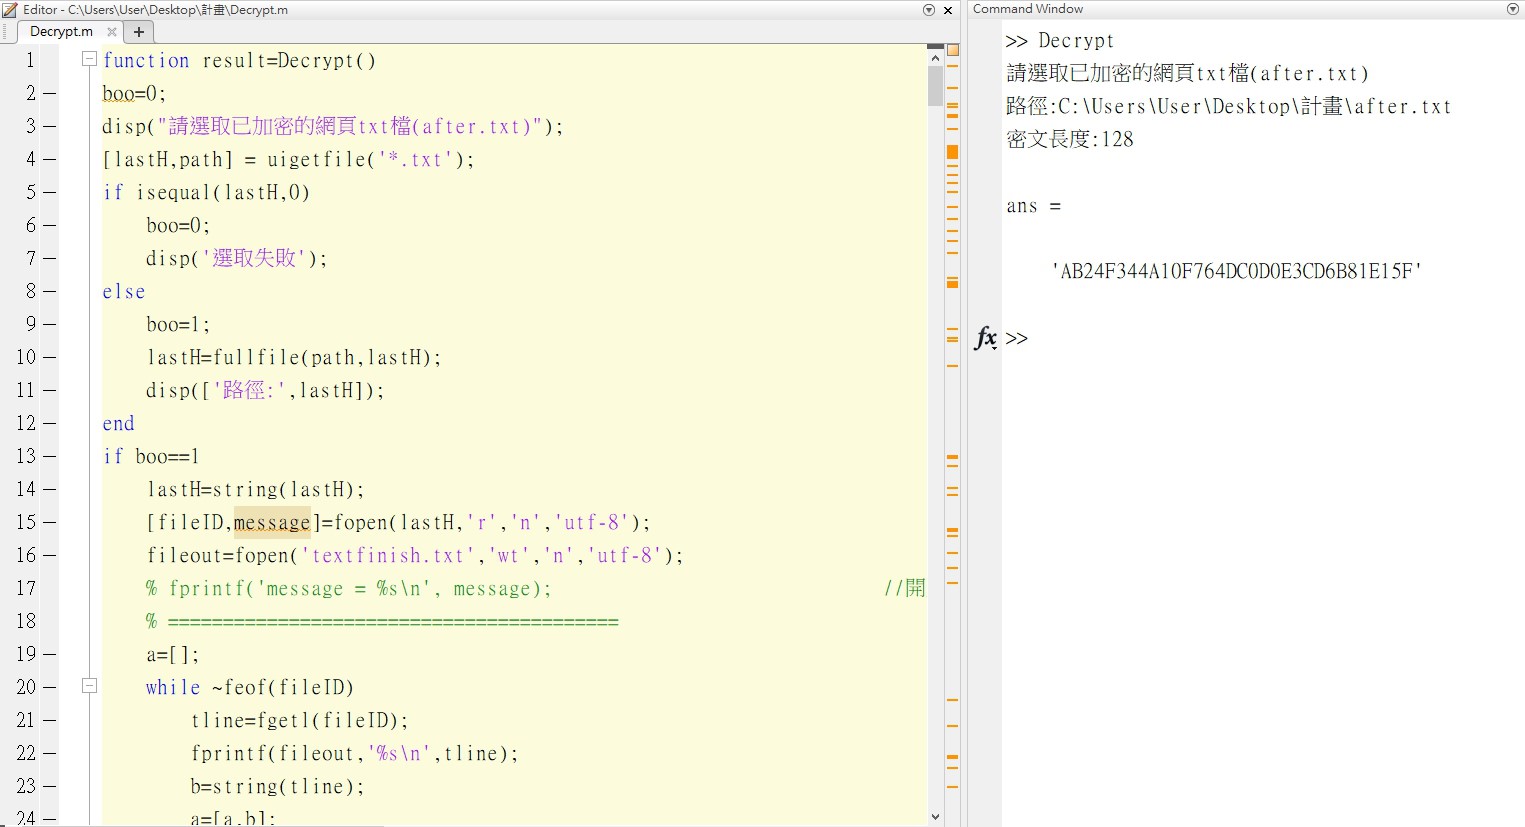 Editor - C:\Users\User\Desktop\計畫\Decrypt.m
Decrypt.m
1 function result=Decrypt()
2 boo=0;
3 disp("請選取已加密的網頁txt檔(after.txt)");
4 [lastH,path] = uigetfile('*.txt');
5 if isequal(lastH,0)
6 boo=0;
7 disp('選取失敗');
8 else
9 boo=1;
10 lastH=fullfile(path,lastH);
11 disp(['路徑:',lastH]);
12 end
13 if boo==1
14 lastH=string(lastH);
15 [fileID,message]=fopen(lastH,'r','n','utf-8');
16 fileout=fopen('textfinish.txt','wt','n','utf-8');
17 % fprintf('message = %s\n', message); //開
18 % =========================================
19 a=[];
20 while ~feof(fileID)
21 tline=fgetl(fileID);
22 fprintf(fileout,'%s\n',tline);
23 b=string(tline);
24 a=[a,b];
Command Window
>> Decrypt
請選取已加密的網頁txt檔(after.txt)
路徑:C:\Users\User\Desktop\計畫\after.txt
密文長度:128
ans =
'AB24F344A10F764DC0D0E3CD6B81E15F'
fx >>